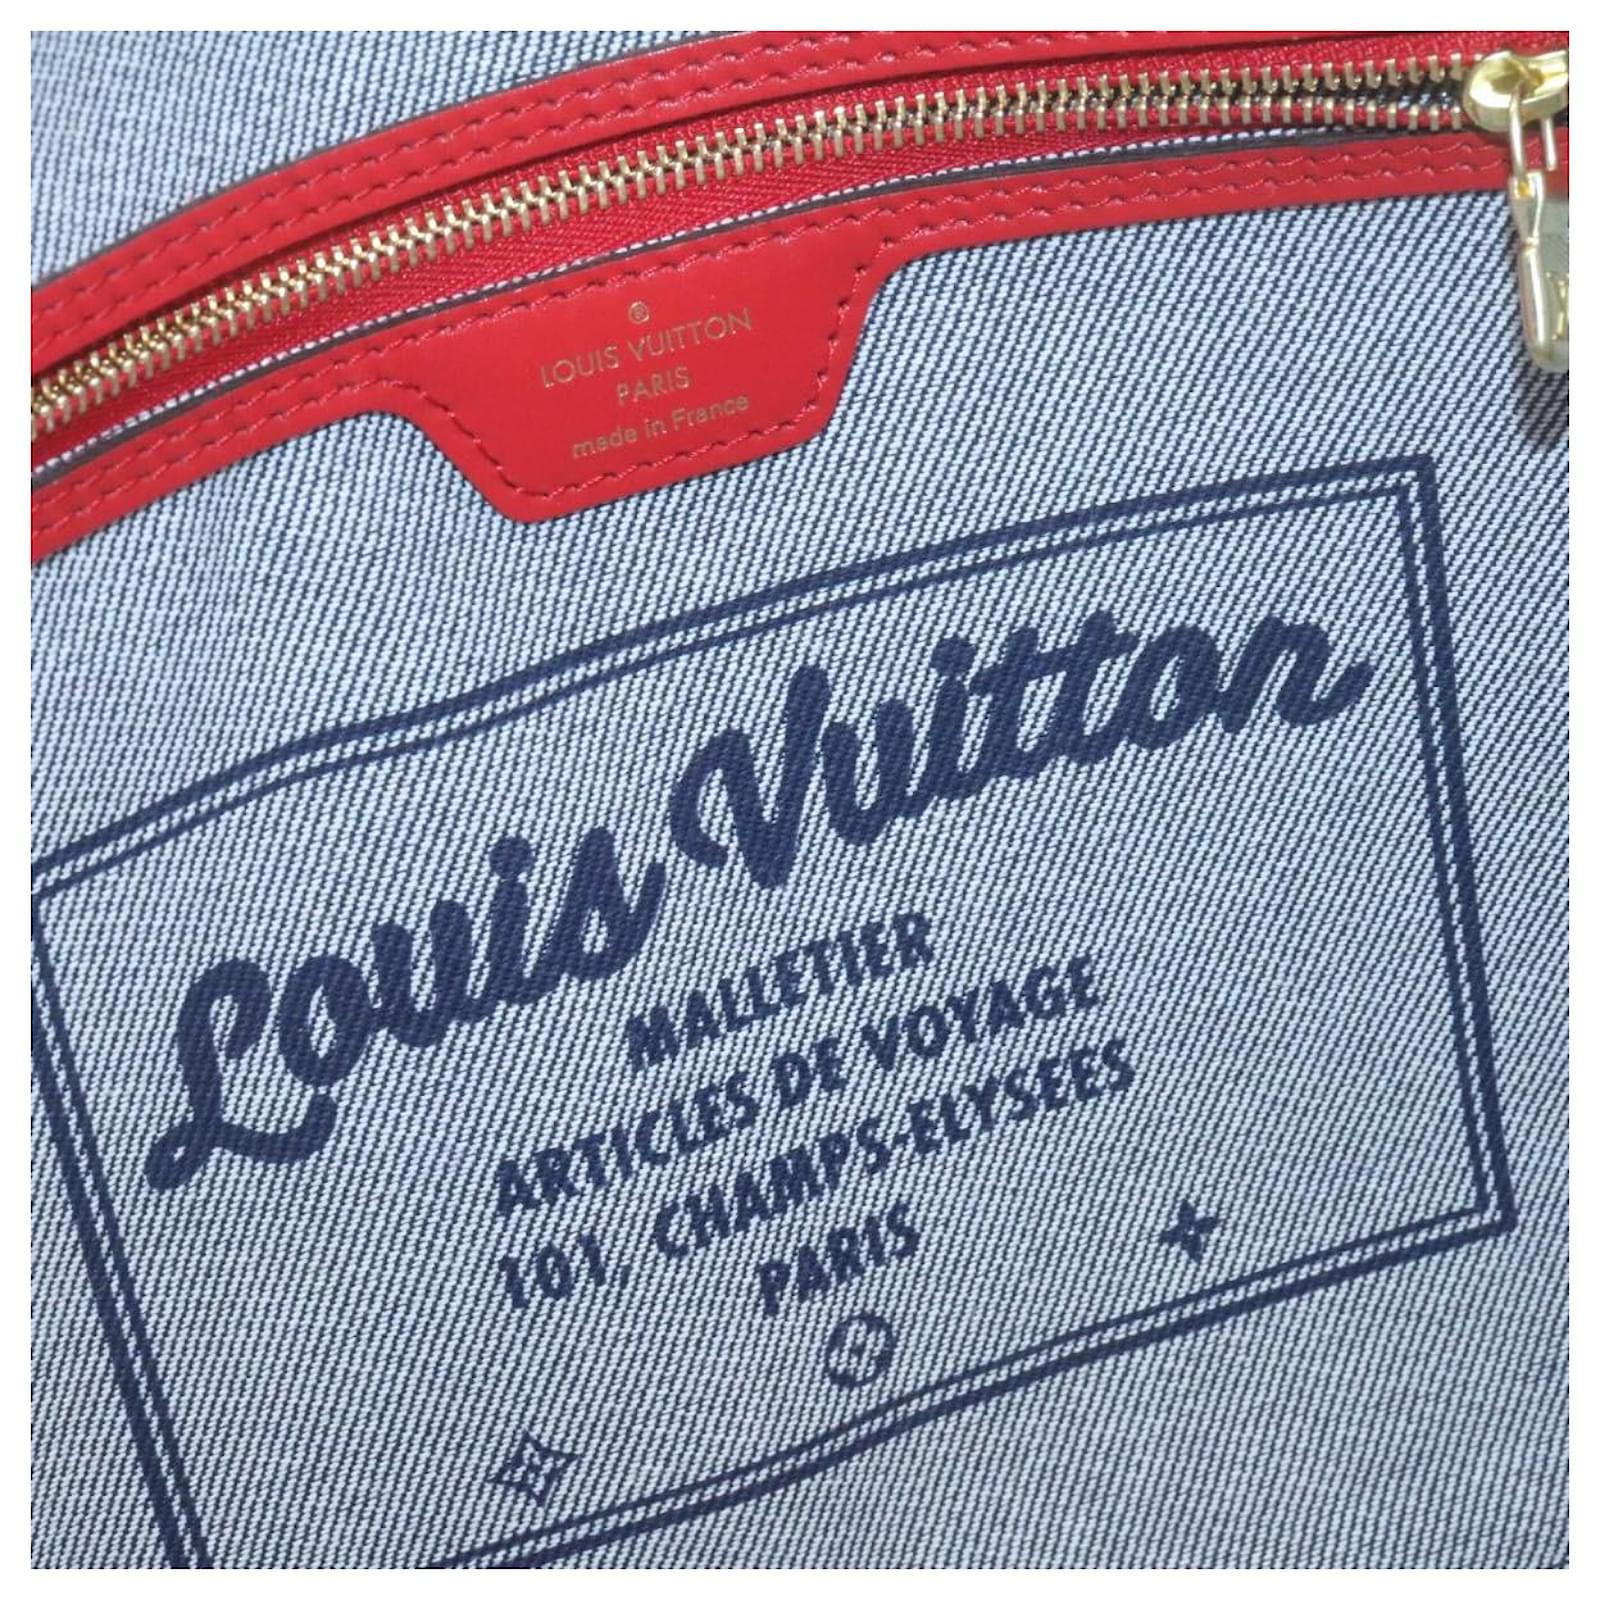 ®
LOUIS VUITTON
PARIS
made in France
Louis Vuitton
MALLETIER
ARTICLES DE VOYAGE
101, CHAMPS-ELYSEES
PARIS